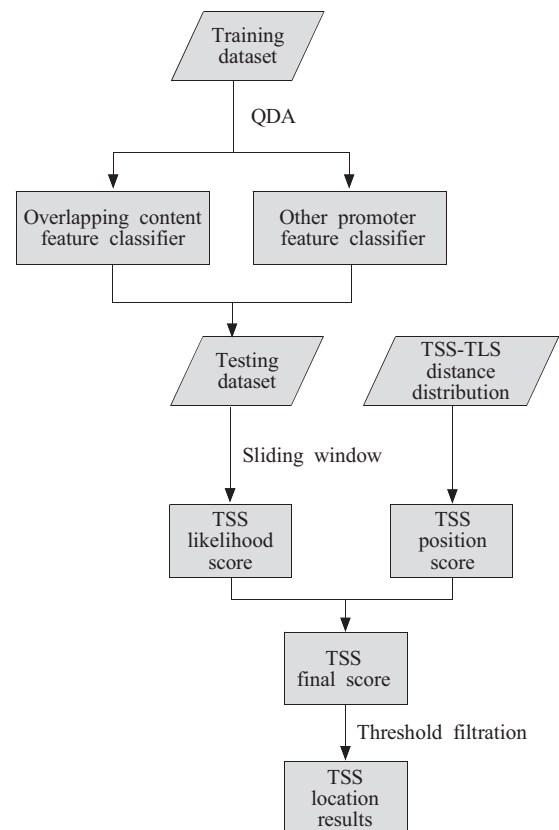 Training
dataset
QDA
Overlapping content
feature classifier
Other promoter
feature classifier
Testing
dataset
TSS-TLS
distance
distribution
Sliding window
TSS
likelihood
score
TSS
position
score
TSS
final score
Threshold filtration
TSS
location
results